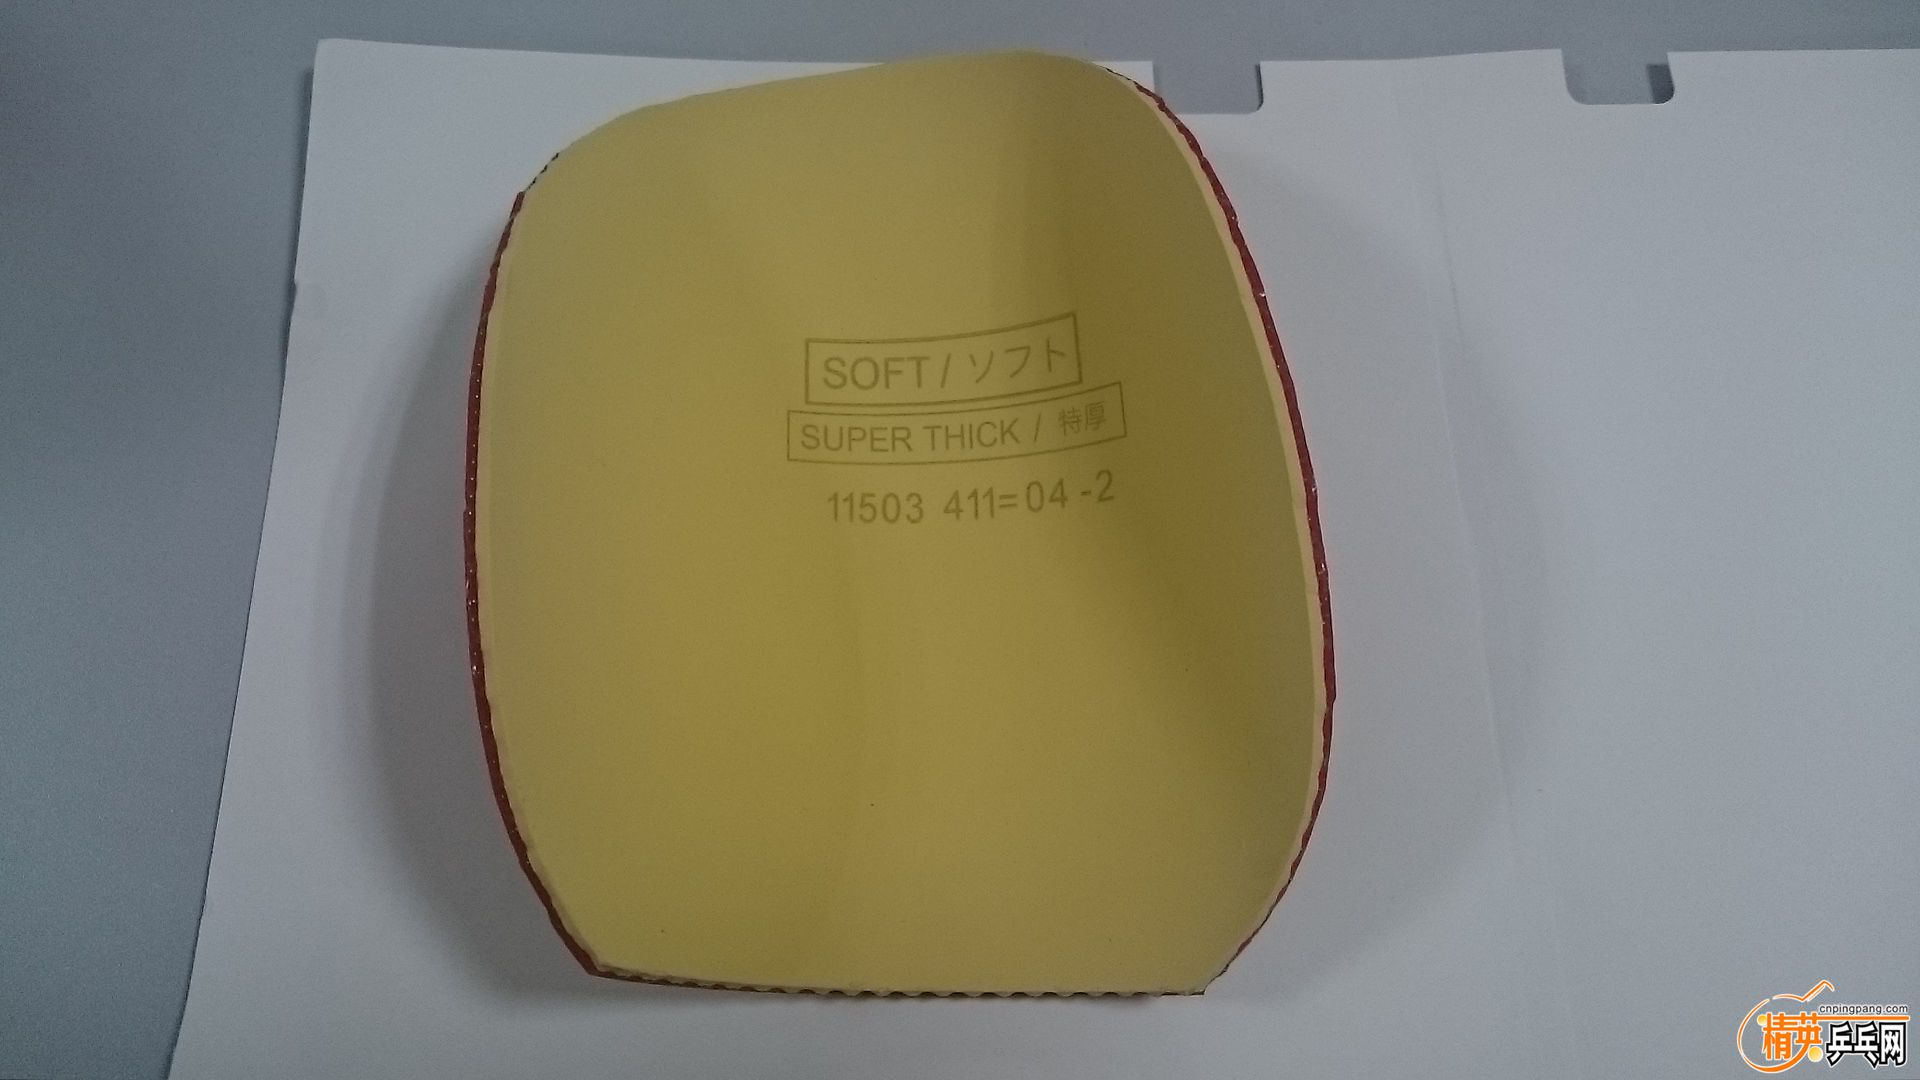 SOFT / ソフト
SUPER THICK / 特厚
11503 411=04-2
cnpingpang.com
精英乒乓网